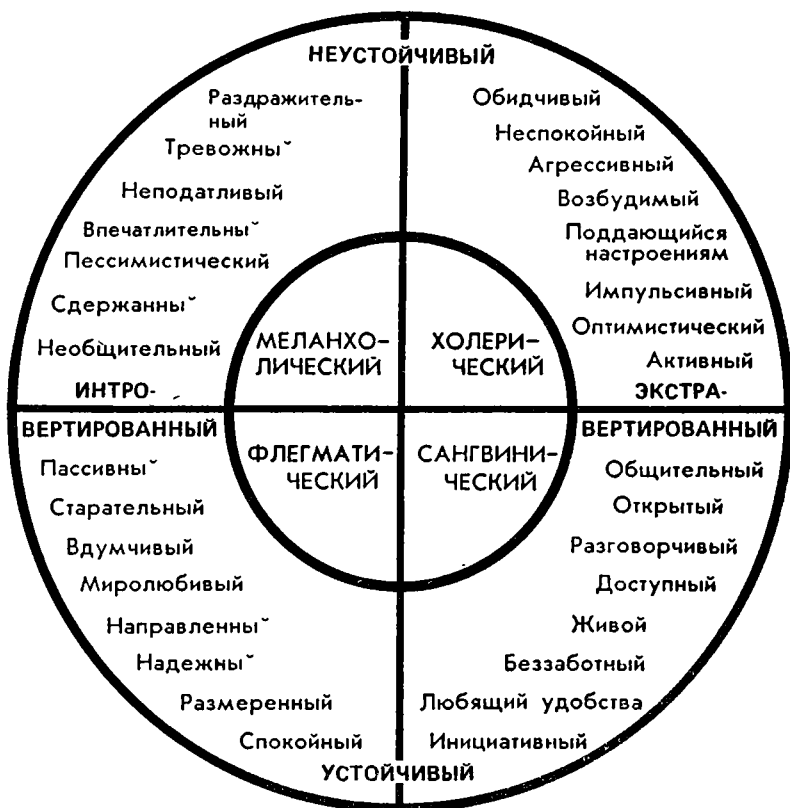 НЕУСТОЙЧИВЫЙ
Раздражитель-
ный
Тревожны˘
Неподатливый
Впечатлительны˘
Пессимистический
Сдержанны˘
Необщительный
ИНТРО-
ВЕРТИРОВАННЫЙ
Обидчивый
Неспокойный
Агрессивный
Возбудимый
Поддающийся
настроениям
Импульсивный
Оптимистический
Активный
ЭКСТРА-
ВЕРТИРОВАННЫЙ
МЕЛАНХО-
ЛИЧЕСКИЙ
ХОЛЕРИ-
ЧЕСКИЙ
ФЛЕГМАТИ-
ЧЕСКИЙ
САНГВИНИ-
ЧЕСКИЙ
Пассивны˘
Старательный
Вдумчивый
Миролюбивый
Направленны˘
Надежны˘
Размеренный
Спокойный
Общительный
Открытый
Разговорчивый
Доступный
Живой
Беззаботный
Любящий удобства
Инициативный
УСТОЙЧИВЫЙ